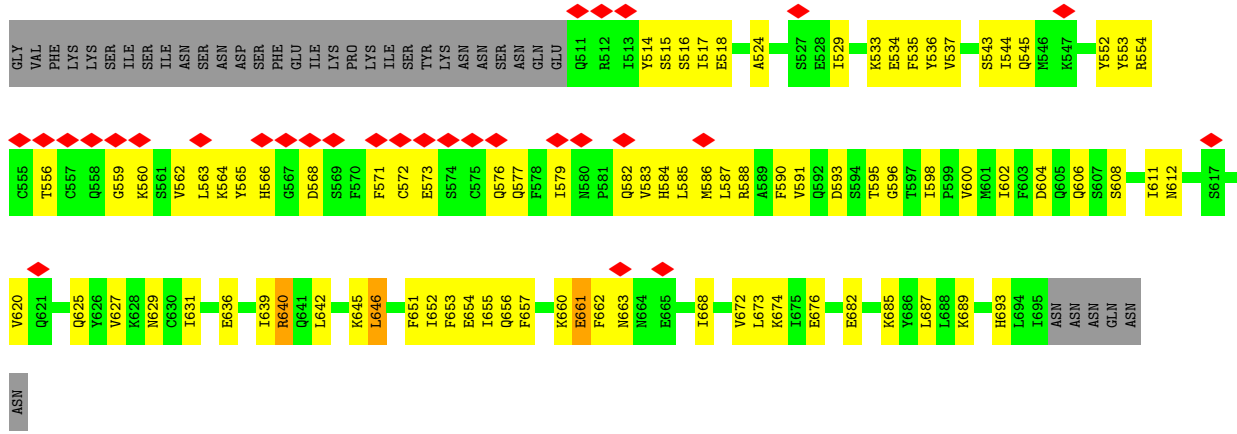 GLY VAL PHE LYS LYS SER ILE SER ILE ASN SER ASN ASP SER PHE GLU ILE LYS PRO LYS ILE SER TYR LYS ASN ASN SER ASN GLN GLU Q511 R512 I513 Y514 S515 S516 I517 E518 A524 S527 E528 I529 K533 E534 F535 Y536 V537 S543 I544 Q545 M546 K547 Y552 Y553 R554
C555 T556 C557 Q558 G559 K560 S561 V562 L563 K564 Y565 H566 G567 D568 S569 F570 F571 C572 E573 S574 C575 Q576 Q577 F578 I579 N580 P581 Q582 V583 H584 L585 M586 L587 R588 A589 F590 V591 Q592 D593 S594 T595 G596 T597 I598 P599 V600 M601 I602 F603 D604 Q605 Q606 S607 S608 I611 N612 S617
V620 Q621 Q625 Y626 V627 K628 N629 C630 I631 E636 I639 R640 Q641 L642 K645 L646 F651 I652 F653 E654 I655 Q656 F657 K660 E661 F662 N663 N664 E665 I668 V672 L673 K674 I675 E676 E682 K685 Y686 L687 L688 K689 H693 L694 I695 ASN ASN ASN GLN ASN
ASN